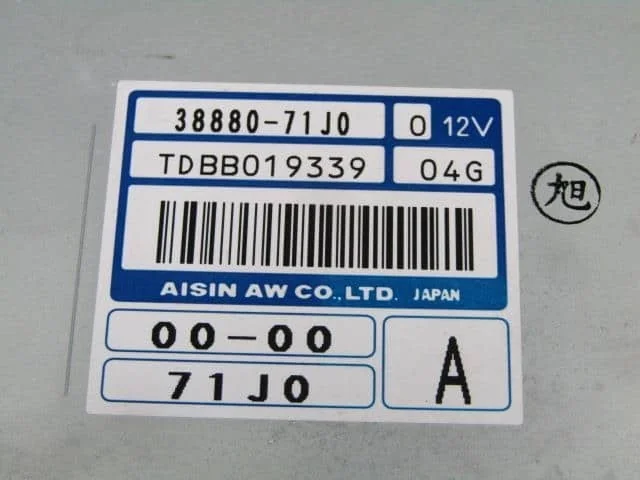 38880-71J0 0 12V
TDBB019339 04G
AISIN AW CO.,LTD. JAPAN
00-00
71J0
A
旭